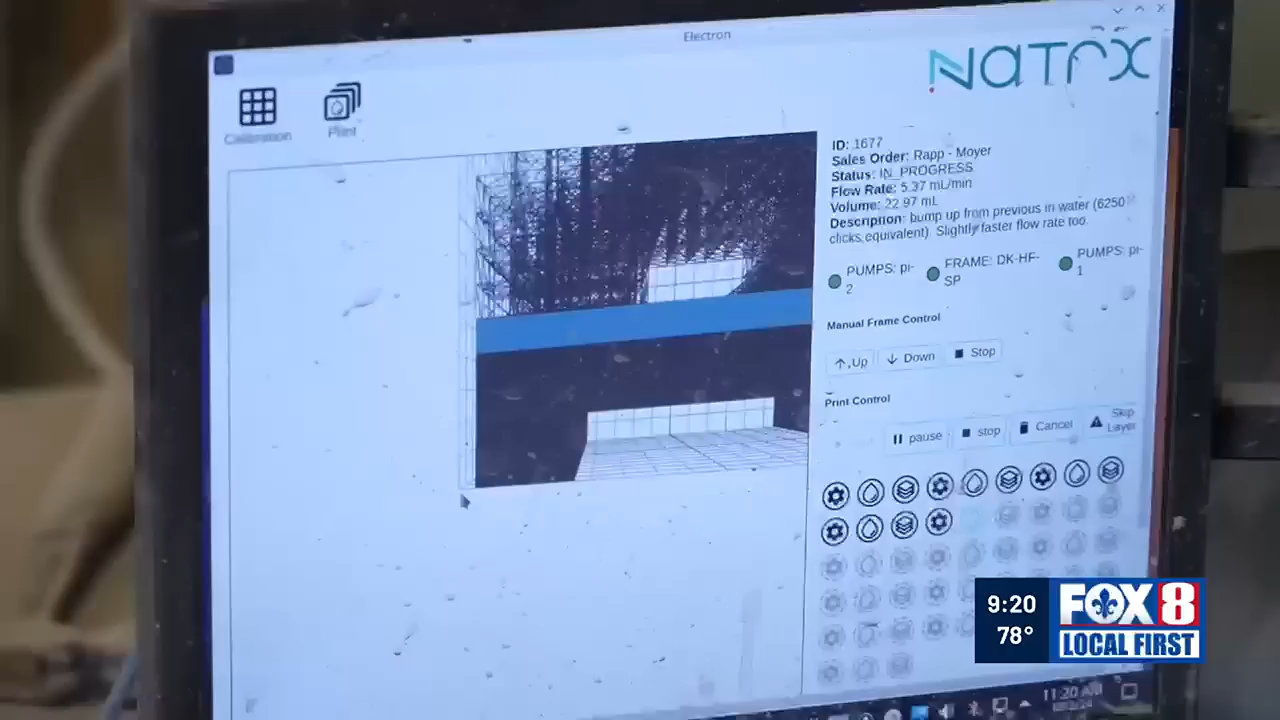 Electron
NATRX
Calibration
Print
ID: 1677
Sales Order: Rapp - Moyer
Status: IN_PROGRESS
Flow Rate: 5.37 mL/min
Volume: 22.97 mL
Description: bump up from previous in water (6250
clicks equivalent). Slightly faster flow rate too.
PUMPS: pi-
2
FRAME: DK-HF-
SP
PUMPS: pi-
1
Manual Frame Control
Up
Down
Stop
Print Control
pause
stop
Cancel
Skip
Layer
9:20
78°
FOX 8
LOCAL FIRST
11:20 AM